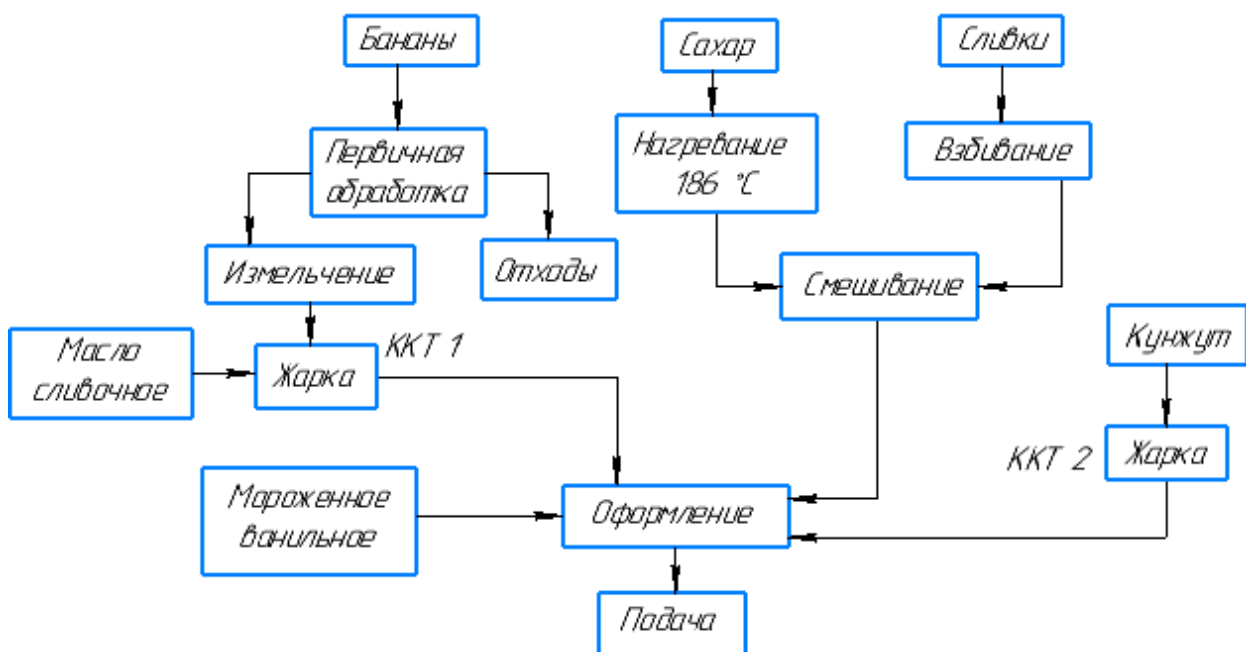 Бананы
Сахар
Сливки
Первичная
обработка
Нагревание
186 °С
Взбивание
Измельчение
Отходы
Смешивание
Масло
сливочное
Жарка
ККТ 1
Кунжут
ККТ 2
Жарка
Мораженное
ванильное
Оформление
Подача